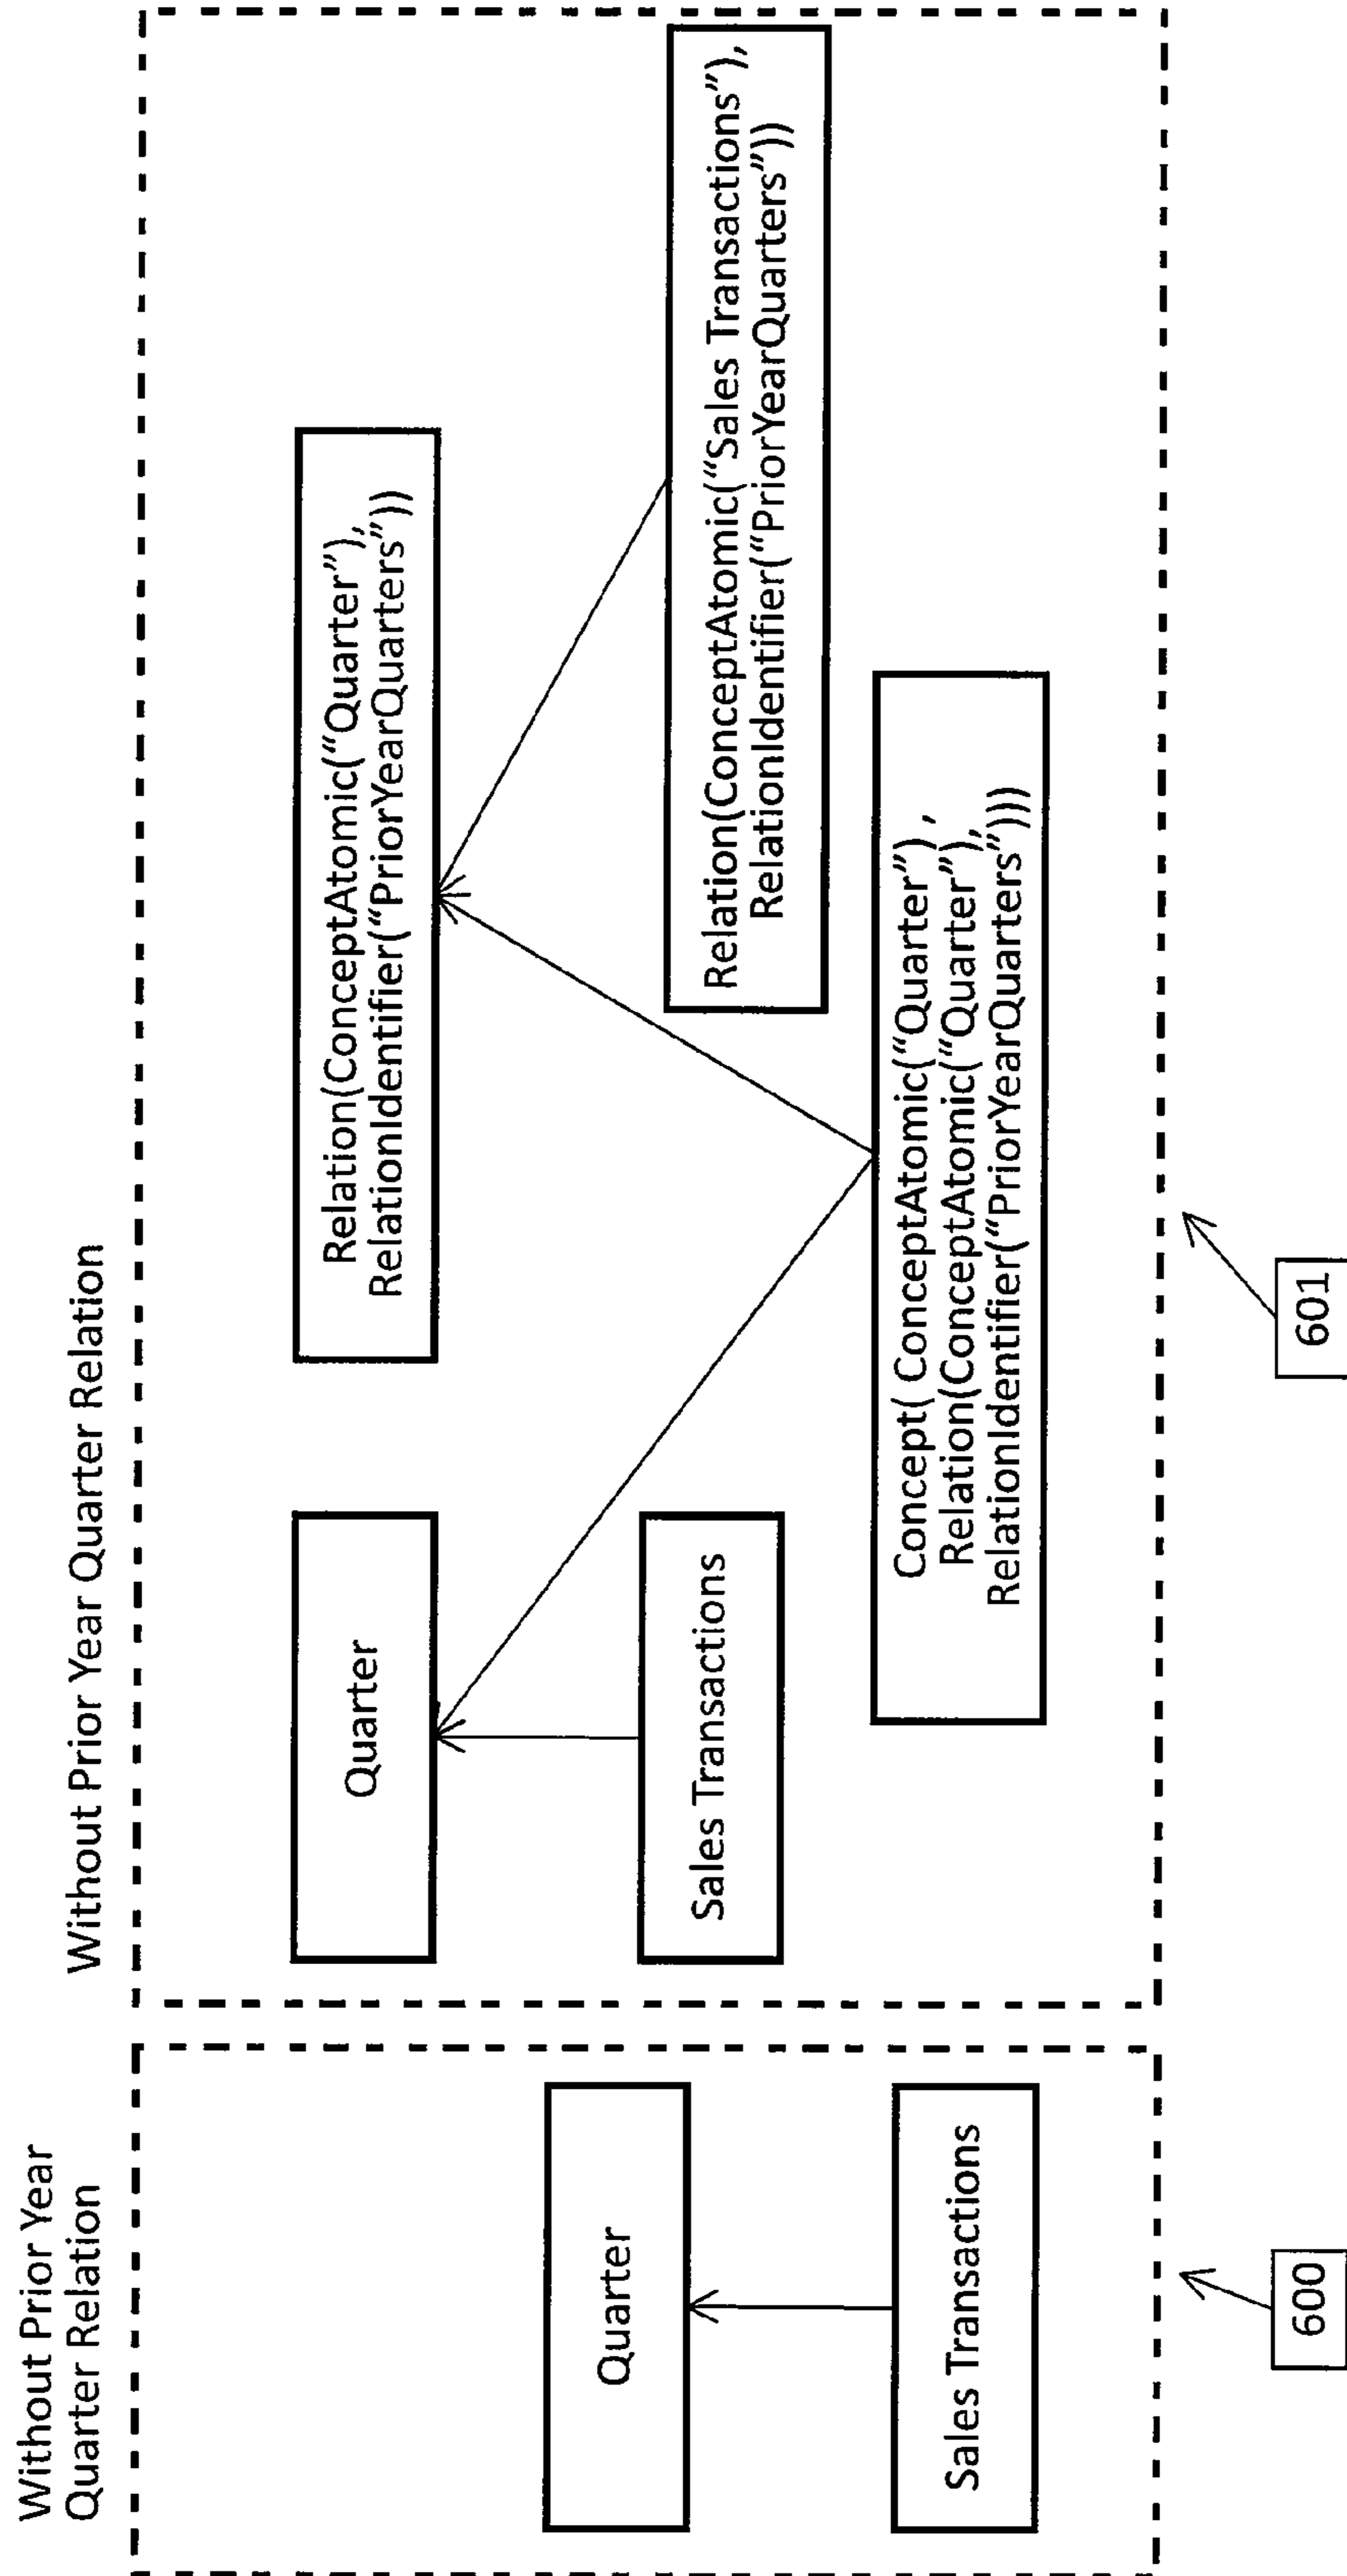 Without Prior Year
Quarter Relation
Quarter
Sales Transactions
600
Without Prior Year Quarter Relation
Quarter
Sales Transactions
Relation(ConceptAtomic(“Quarter”),
RelationIdentifier(“PriorYearQuarters”))
Relation(ConceptAtomic(“Sales Transactions”),
RelationIdentifier(“PriorYearQuarters”))
Concept( ConceptAtomic(“Quarter”) ,
Relation(ConceptAtomic(“Quarter”),
RelationIdentifier(“PriorYearQuarters”)))
601